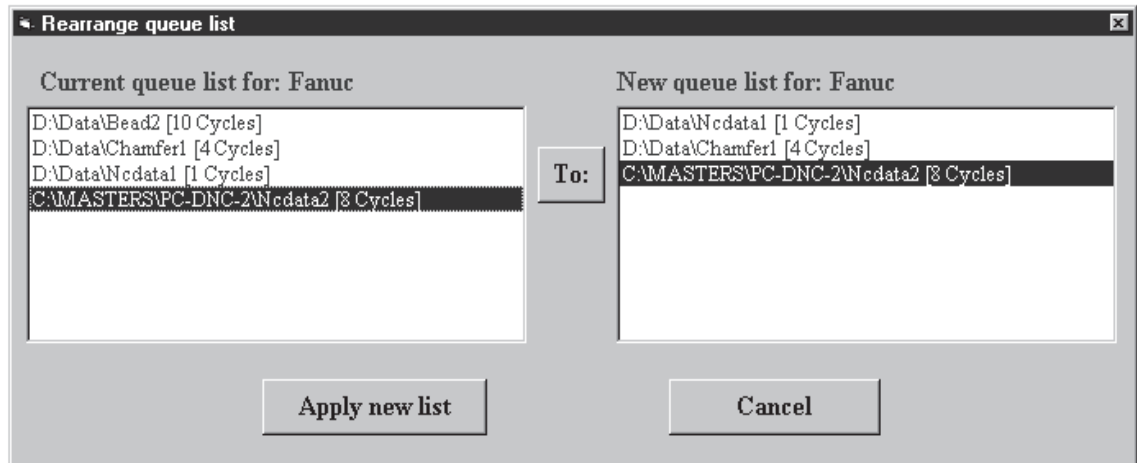 Rearrange queue list
Current queue list for: Fanuc
D:\Data\Bead2 [10 Cycles]
D:\Data\Chamfer1 [4 Cycles]
D:\Data\Ncdata1 [1 Cycles]
C:\MASTERS\PC-DNC-2\Ncdata2 [8 Cycles]
To:
New queue list for: Fanuc
D:\Data\Ncdata1 [1 Cycles]
D:\Data\Chamfer1 [4 Cycles]
C:\MASTERS\PC-DNC-2\Ncdata2 [8 Cycles]
Apply new list
Cancel